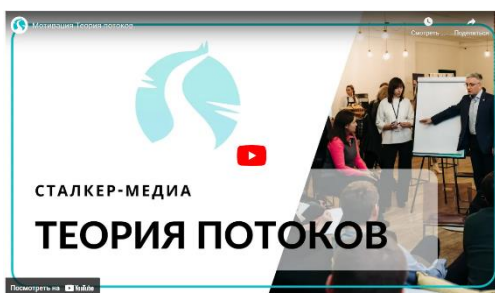 Мотивация Теория потоков
Смотреть ...
Поделиться
СТАЛКЕР-МЕДИА
ТЕОРИЯ ПОТОКОВ
Посмотреть на YouTube